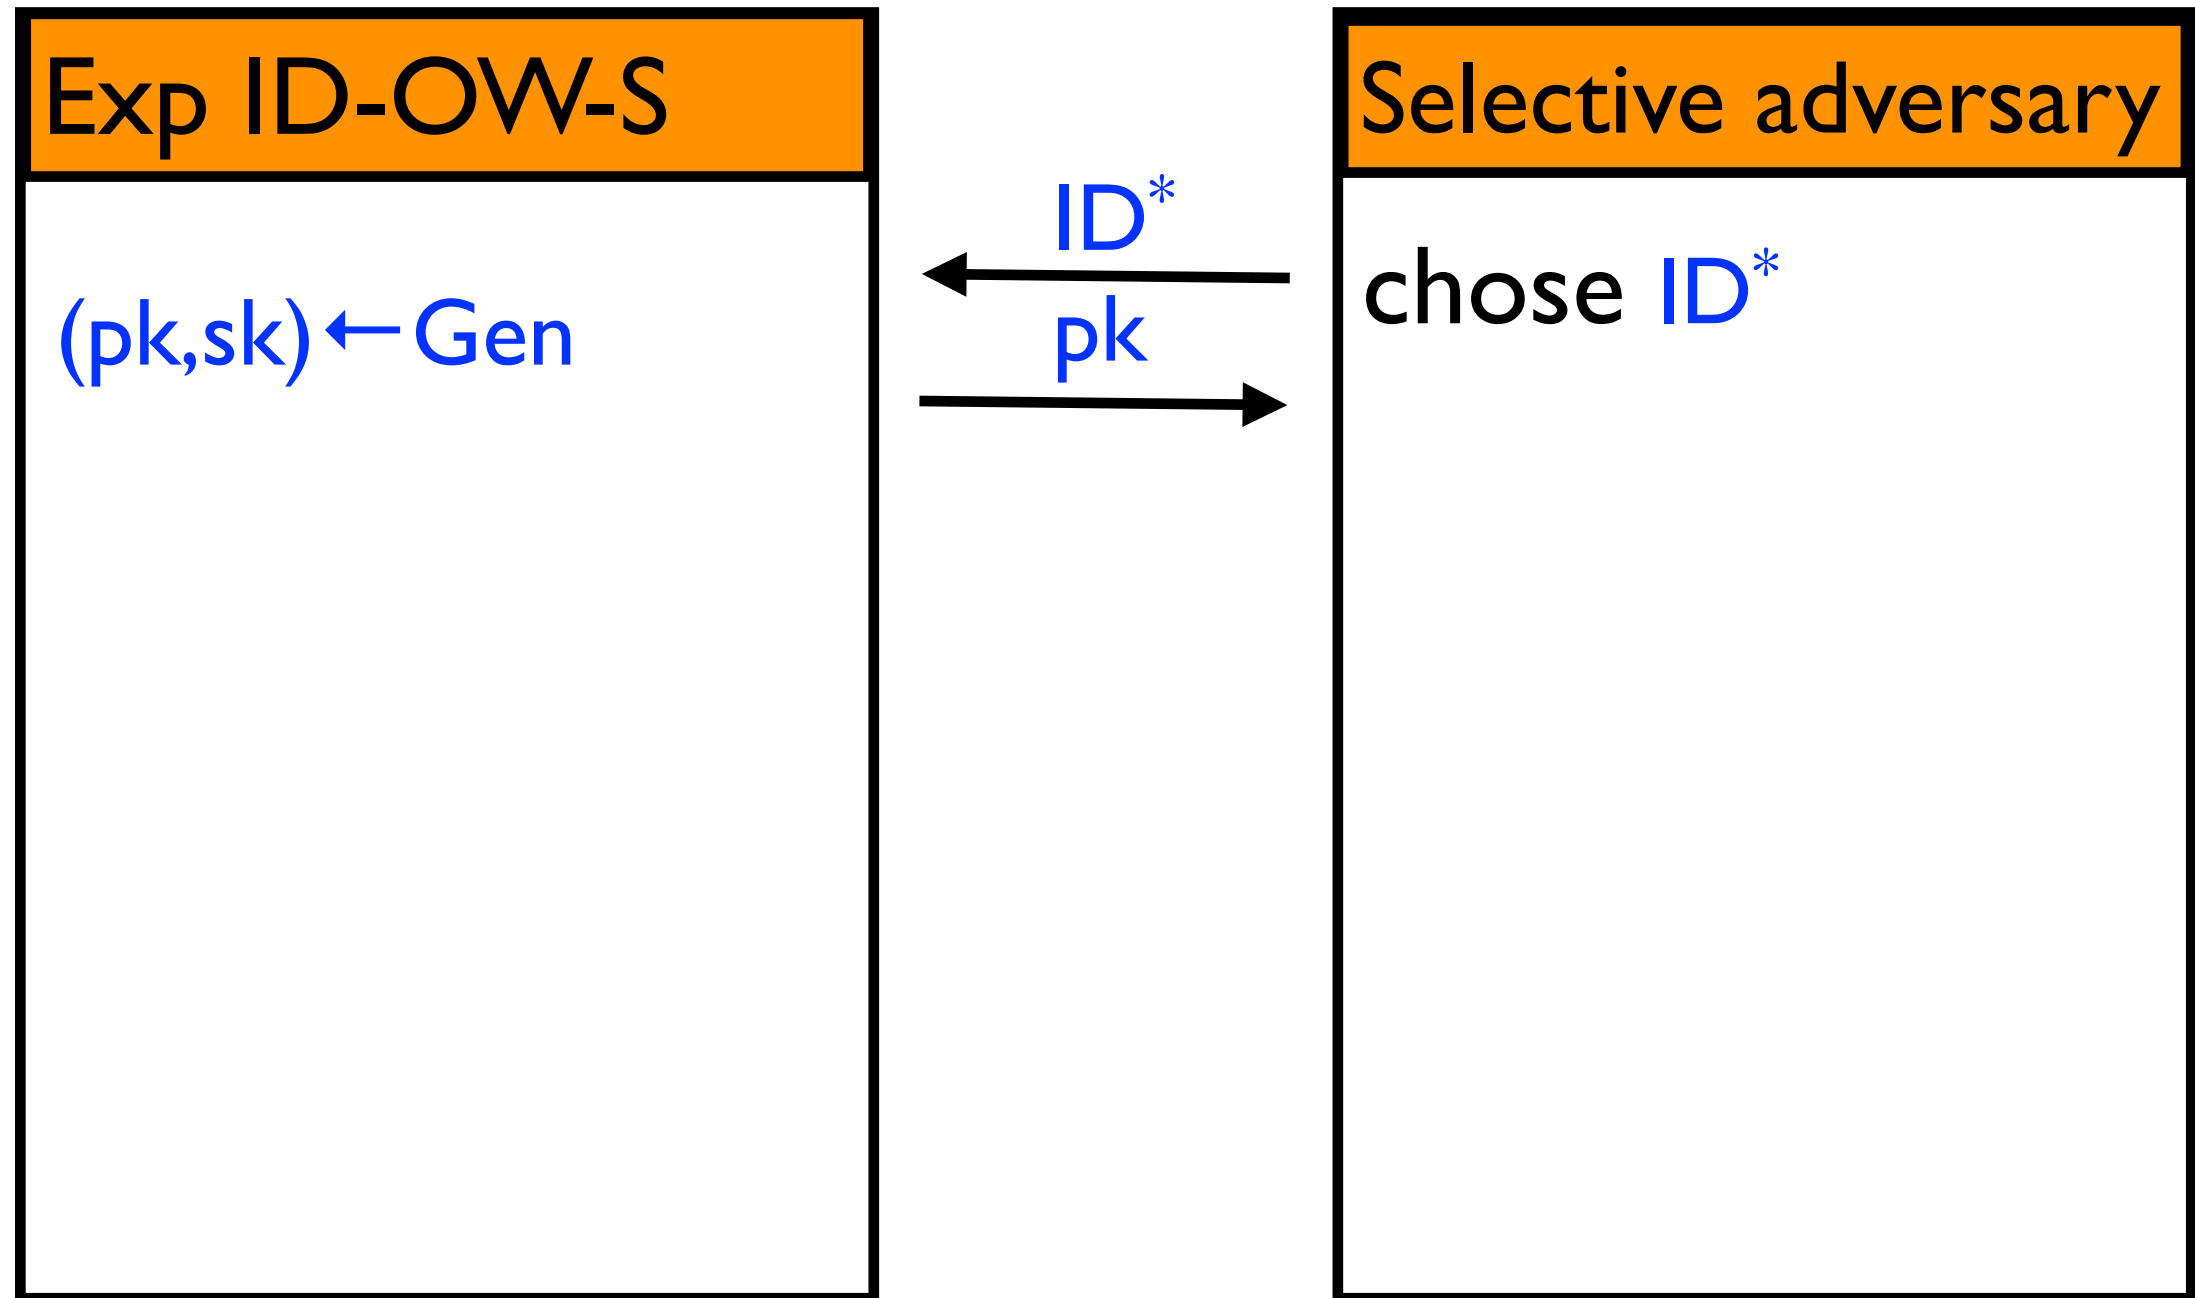 Exp ID-OW-S
(pk,sk)←Gen
ID*
pk
Selective adversary
chose ID*